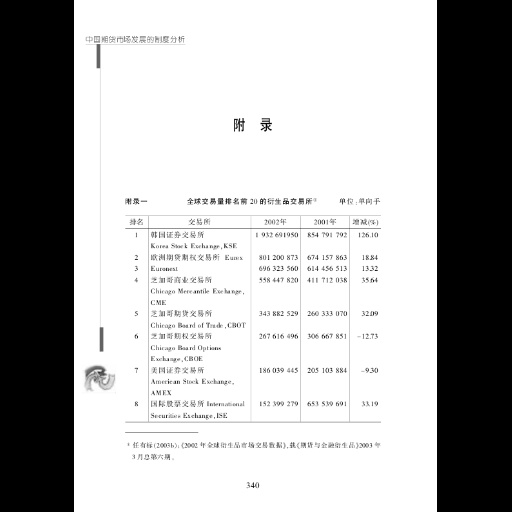 中国期货市场发展的制度分析
附 录
附录一 全球交易量排名前 20 的衍生品交易所① 单位:单向手
排名 交易所 2002年 2001年 增减(%)
1 韩国证券交易所 1 932 691950 854 791 792 126.10
Korea Stock Exchange,KSE
2 欧洲期货期权交易所 Eurex 801 200 873 674 157 863 18.84
3 Euronext 696 323 560 614 456 513 13.32
4 芝加哥商业交易所 558 447 820 411 712 038 35.64
Chicago Mercantile Exchange,
CME
5 芝加哥期货交易所 343 882 529 260 333 070 32.09
Chicago Board of Trade,CBOT
6 芝加哥期权交易所 267 616 496 306 667 851 -12.73
Chicago Board Options
Exchange,CBOE
7 美国证券交易所 186 039 445 205 103 884 -9.30
American Stock Exchange,
AMEX
8 国际股票交易所 International 152 399 279 653 539 691 33.19
Securities Exchange,ISE
① 任有标(2003b):《2002 年全球衍生品市场交易数据》,载《期货与金融衍生品》2003 年
3 月总第六期.
340